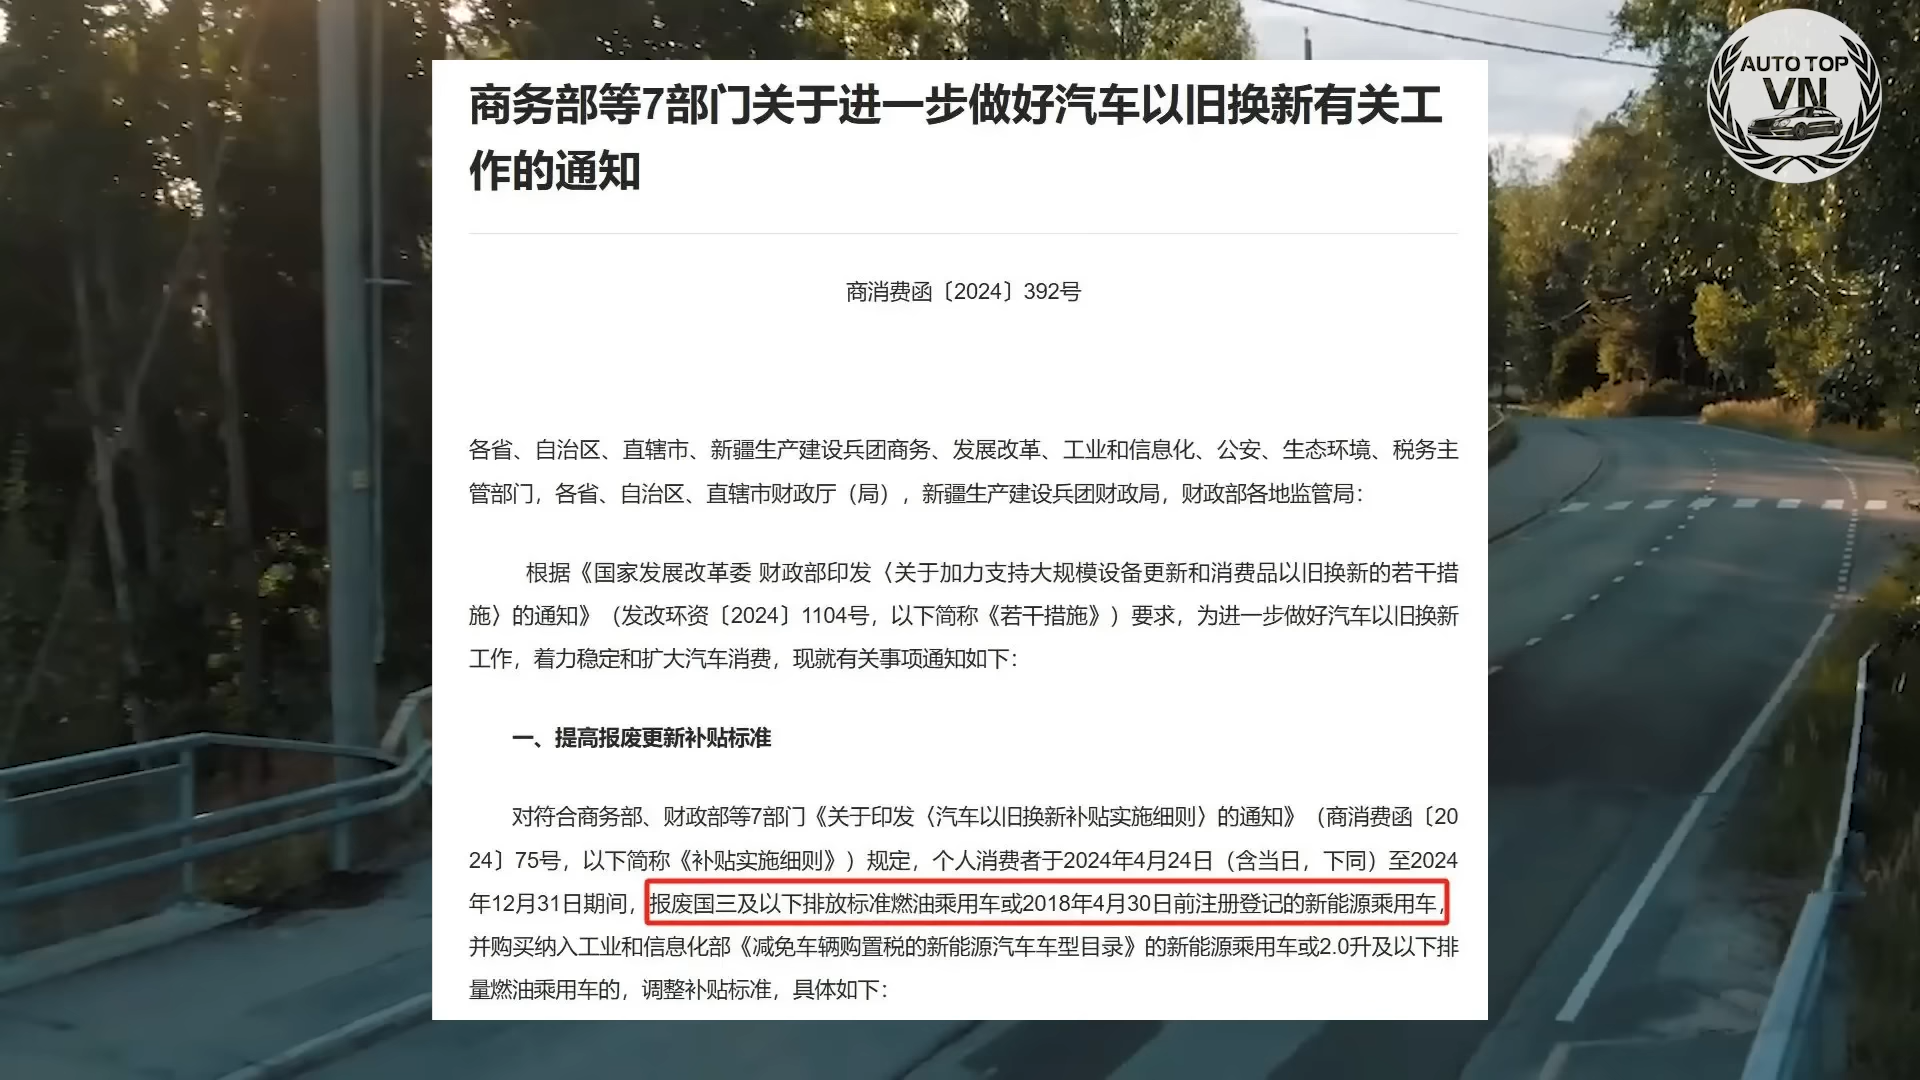 AUTO TOP
VN
商务部等7部门关于进一步做好汽车以旧换新有关工
作的通知
商消费函〔2024〕392号
各省、自治区、直辖市、新疆生产建设兵团商务、发展改革、工业和信息化、公安、生态环境、税务主
管部门，各省、自治区、直辖市财政厅（局），新疆生产建设兵团财政局，财政部各地监管局：
根据《国家发展改革委 财政部印发〈关于加力支持大规模设备更新和消费品以旧换新的若干措
施〉的通知》（发改环资〔2024〕1104号，以下简称《若干措施》）要求，为进一步做好汽车以旧换新
工作，着力稳定和扩大汽车消费，现就有关事项通知如下：
一、提高报废更新补贴标准
对符合商务部、财政部等7部门《关于印发〈汽车以旧换新补贴实施细则〉的通知》（商消费函〔20
24〕75号，以下简称《补贴实施细则》）规定，个人消费者于2024年4月24日（含当日，下同）至2024
年12月31日期间，报废国三及以下排放标准燃油乘用车或2018年4月30日前注册登记的新能源乘用车，
并购买纳入工业和信息化部《减免车辆购置税的新能源汽车车型目录》的新能源乘用车或2.0升及以下排
量燃油乘用车的，调整补贴标准，具体如下：